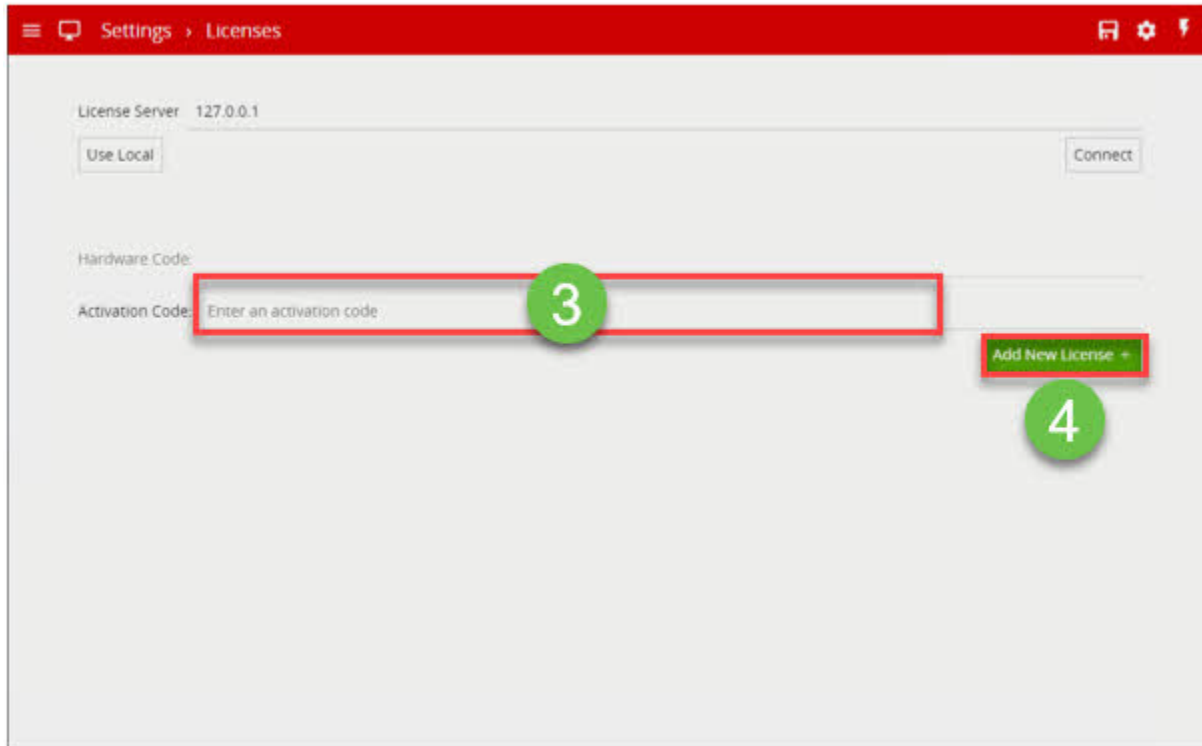 Settings › Licenses
License Server 127.0.0.1
Use Local Connect
Hardware Code:
Activation Code: Enter an activation code
3
Add New License +
4